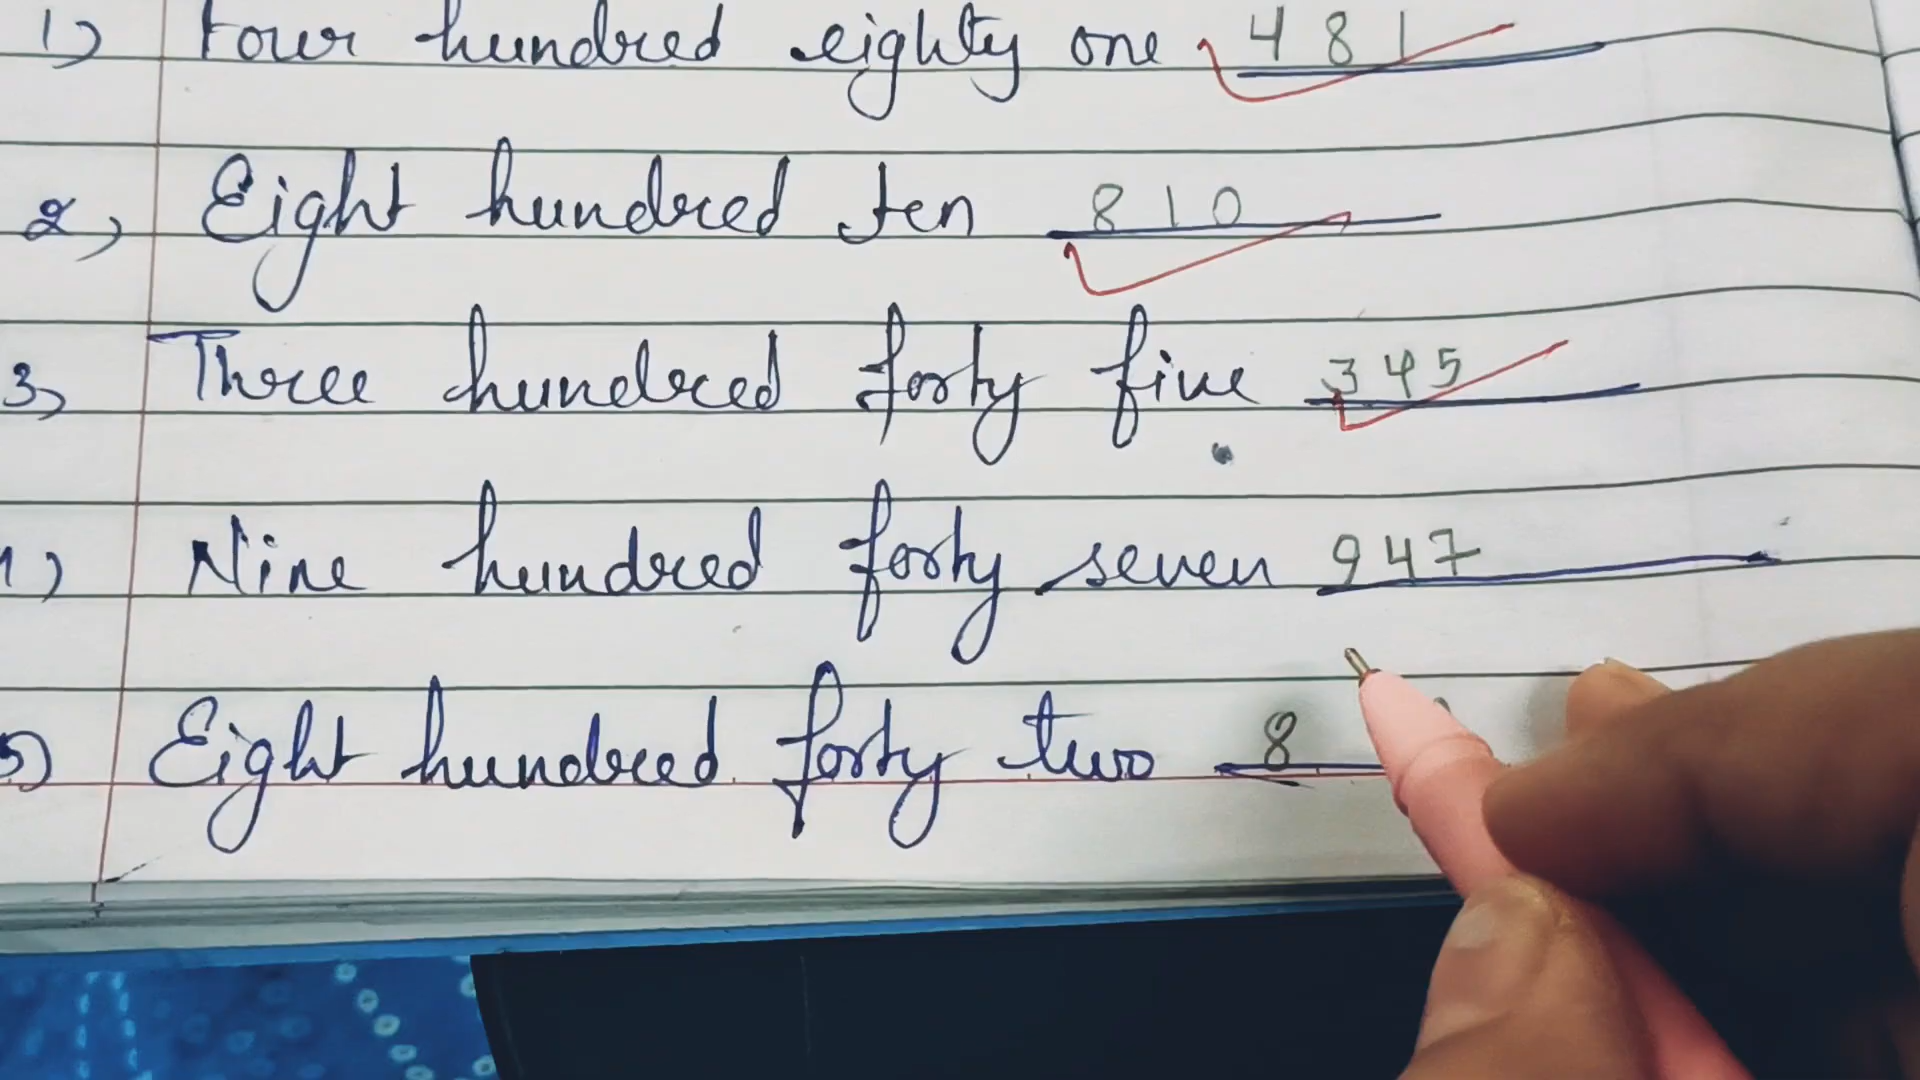 1) Four hundred eighty one 481
2, Eight hundred ten 810
3, Three hundred forty five 345
Nine hundred forty seven 947
5) Eight hundred forty two 8